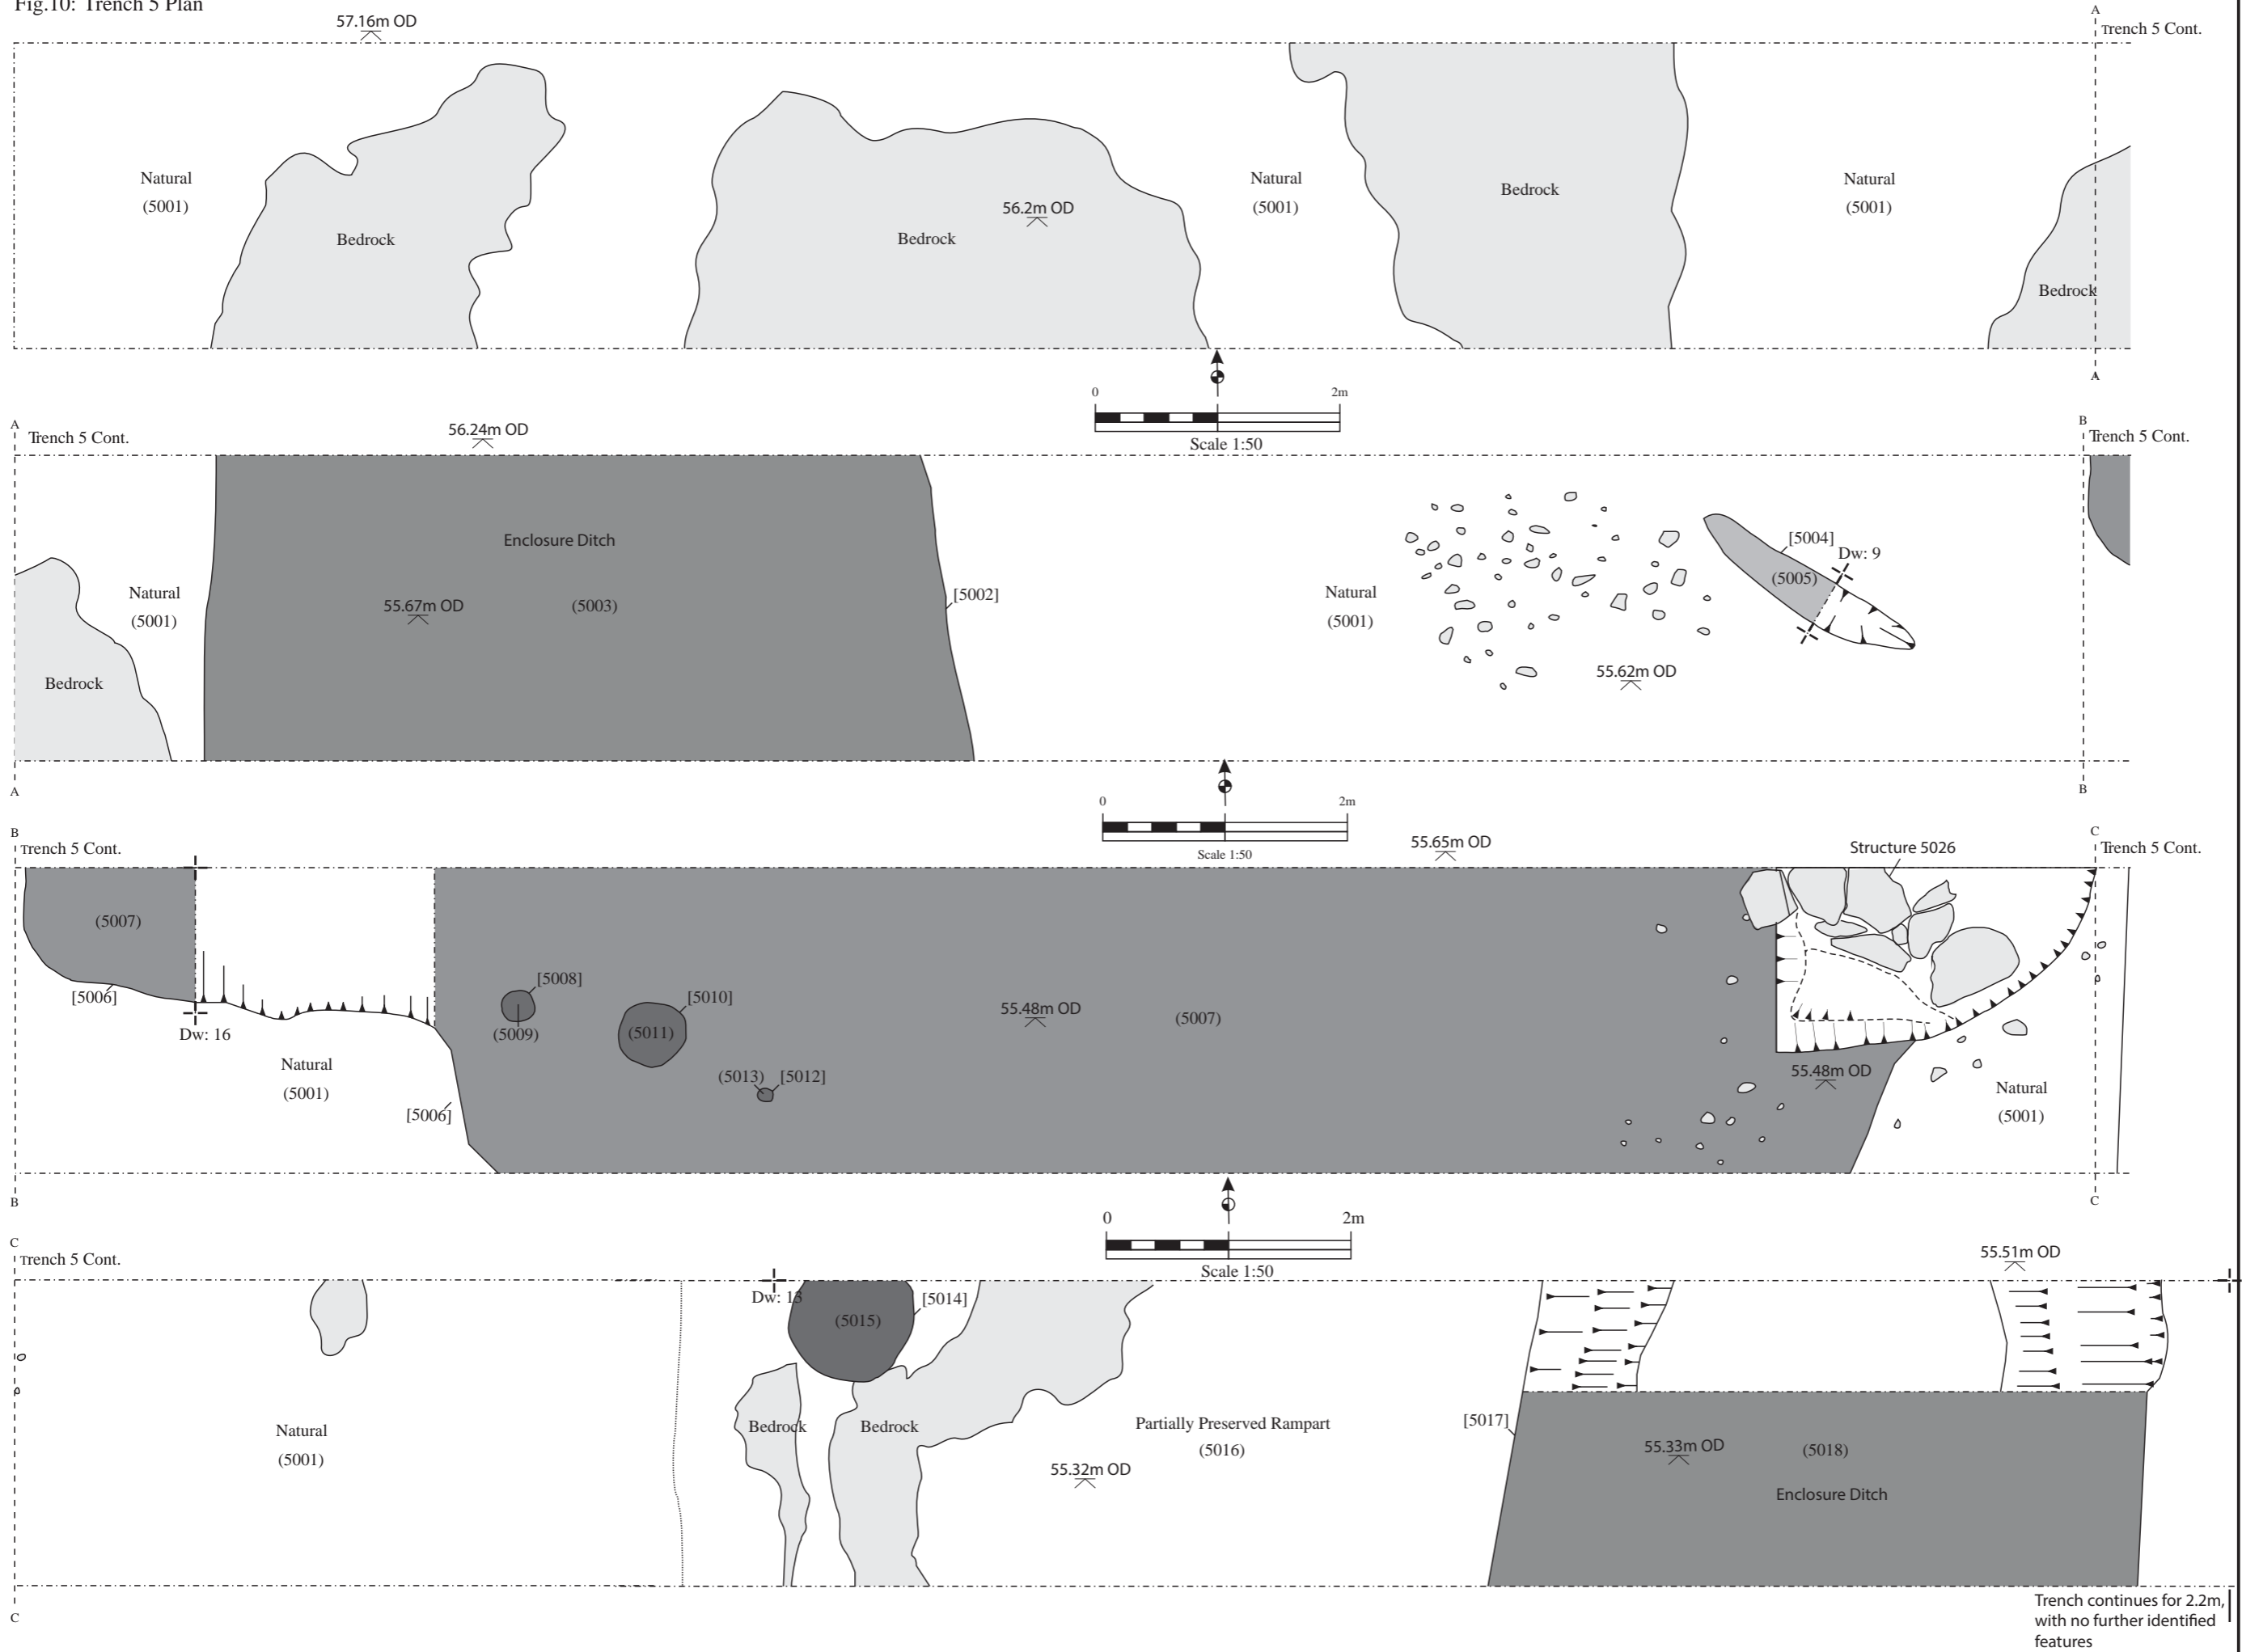 Fig.10: Trench 5 Plan
57.16m OD
A
Trench 5 Cont.
Natural
(5001)
Bedrock
Bedrock
56.2m OD
Natural
(5001)
Bedrock
Natural
(5001)
Bedrock
A
0 2m
Scale 1:50
A
Trench 5 Cont.
56.24m OD
B
Trench 5 Cont.
Enclosure Ditch
Natural
(5001)
55.67m OD
(5003)
[5002]
Bedrock
Natural
(5001)
55.62m OD
[5004]
Dw: 9
(5005)
A
B
0 2m
Scale 1:50
B
Trench 5 Cont.
55.65m OD
Structure 5026
C
Trench 5 Cont.
(5007)
[5006]
Dw: 16
Natural
(5001)
[5006]
[5008]
(5009)
[5010]
(5011)
(5013) [5012]
55.48m OD
(5007)
55.48m OD
Natural
(5001)
B
C
0 2m
Scale 1:50
C
Trench 5 Cont.
55.51m OD
Dw: 13
(5015)
[5014]
Natural
(5001)
Bedrock
Bedrock
Partially Preserved Rampart
(5016)
55.32m OD
[5017]
55.33m OD
(5018)
Enclosure Ditch
C
Trench continues for 2.2m,
with no further identified
features